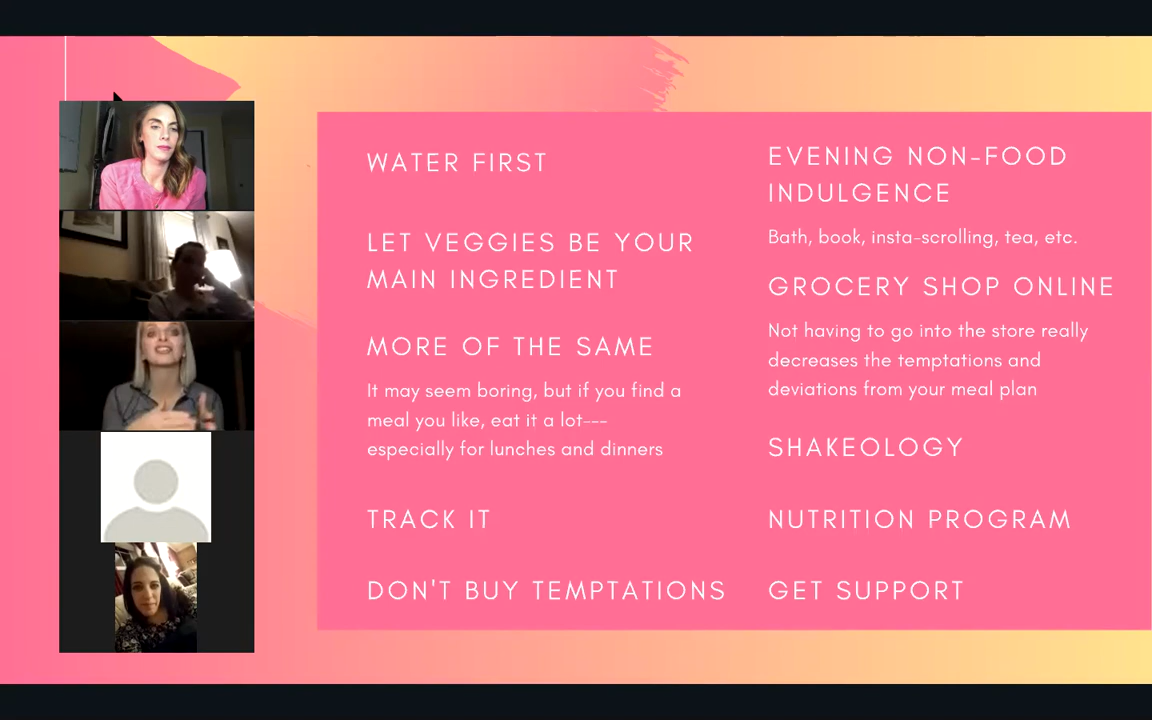 WATER FIRST
LET VEGGIES BE YOUR
MAIN INGREDIENT
MORE OF THE SAME
It may seem boring, but if you find a
meal you like, eat it a lot---
especially for lunches and dinners
TRACK IT
DON'T BUY TEMPTATIONS
EVENING NON-FOOD
INDULGENCE
Bath, book, insta-scrolling, tea, etc.
GROCERY SHOP ONLINE
Not having to go into the store really
decreases the temptations and
deviations from your meal plan
SHAKEOLOGY
NUTRITION PROGRAM
GET SUPPORT